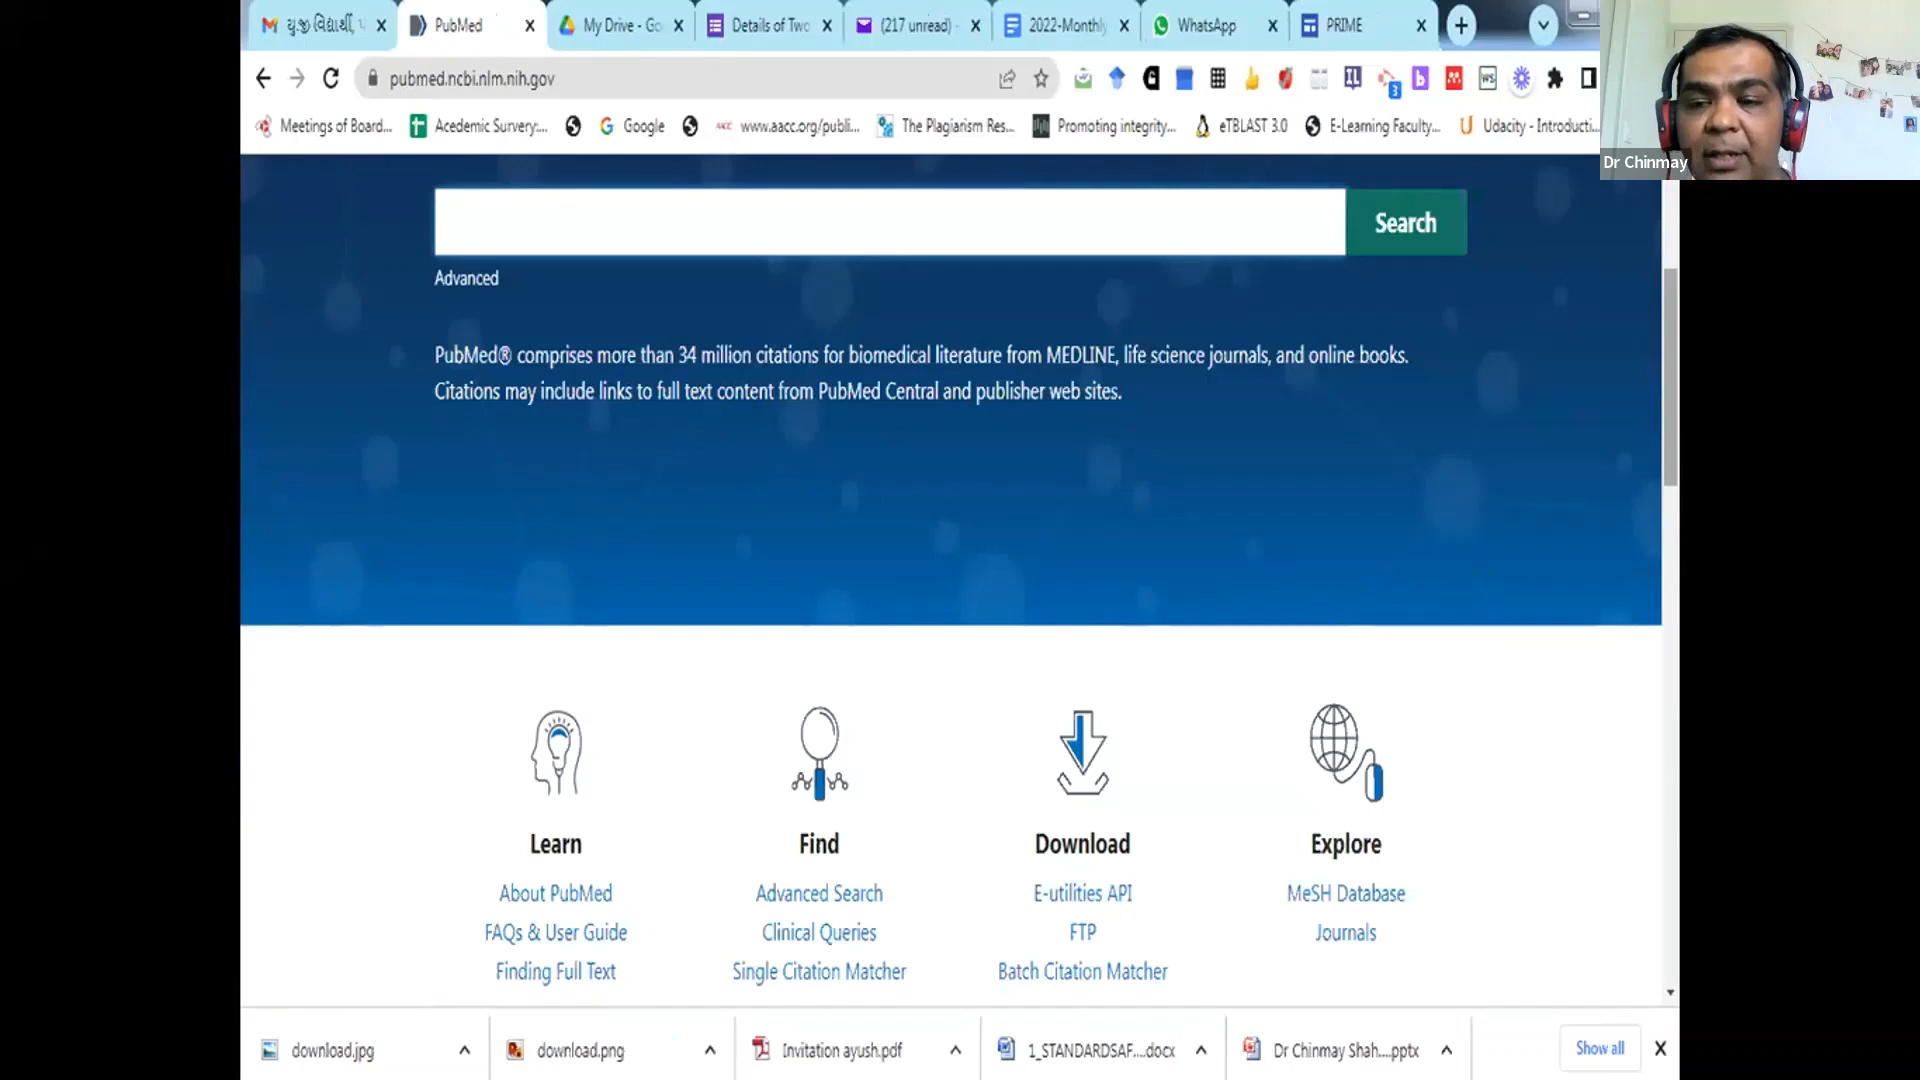 યુ.જી વિદ્યાર્થી,
PubMed
My Drive - Go
Details of Two
(217 unread) -
2022-Monthly
WhatsApp
PRIME
pubmed.ncbi.nlm.nih.gov
3
Meetings of Board...
Acedemic Survery:...
Google
www.aacc.org/publi...
The Plagiarism Res...
Promoting integrity...
eTBLAST 3.0
E-Learning Faculty...
Udacity - Introducti...
Dr Chinmay
Search
Advanced
PubMed® comprises more than 34 million citations for biomedical literature from MEDLINE, life science journals, and online books.
Citations may include links to full text content from PubMed Central and publisher web sites.
Learn
Find
Download
Explore
About PubMed
Advanced Search
E-utilities API
MeSH Database
FAQs & User Guide
Clinical Queries
FTP
Journals
Finding Full Text
Single Citation Matcher
Batch Citation Matcher
download.jpg
download.png
Invitation ayush.pdf
1_STANDARDSAF....docx
Dr Chinmay Shah....pptx
Show all